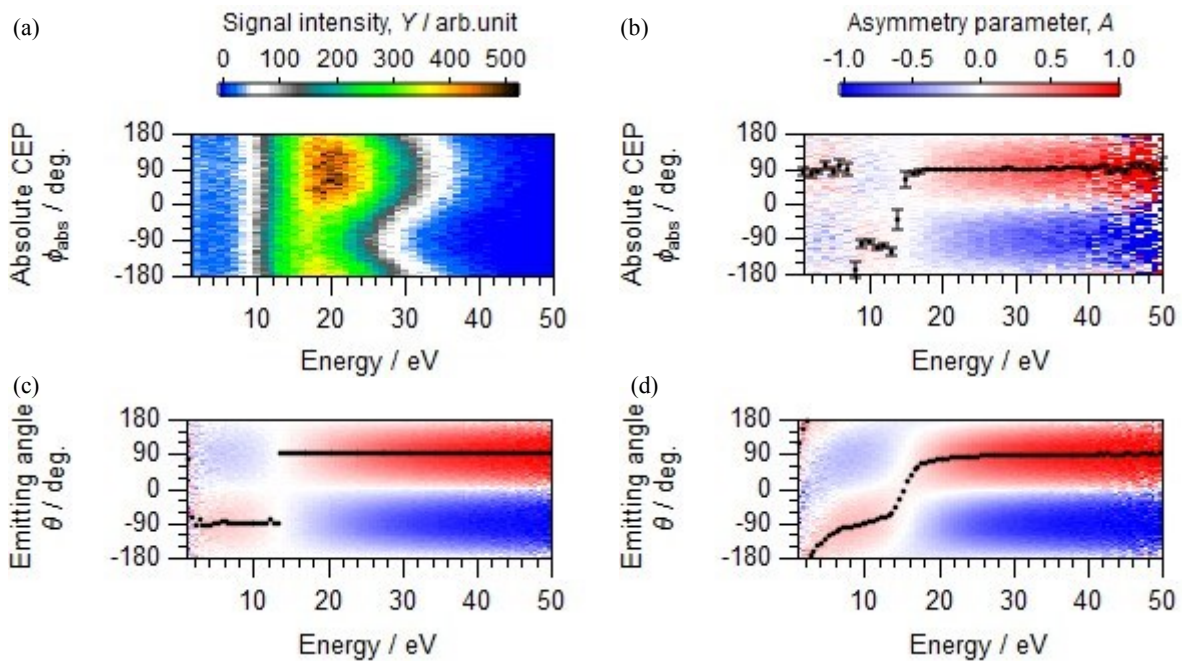 (a)
Signal intensity, Y / arb.unit
0 100 200 300 400 500
Absolute CEP
ϕabs / deg.
180
90
0
-90
-180
10 20 30 40 50
Energy / eV
(b)
Asymmetry parameter, A
-1.0 -0.5 0.0 0.5 1.0
Absolute CEP
ϕabs / deg.
180
90
0
-90
-180
10 20 30 40 50
Energy / eV
(c)
Emitting angle
θ / deg.
180
90
0
-90
-180
10 20 30 40 50
Energy / eV
(d)
Emitting angle
θ / deg.
180
90
0
-90
-180
10 20 30 40 50
Energy / eV